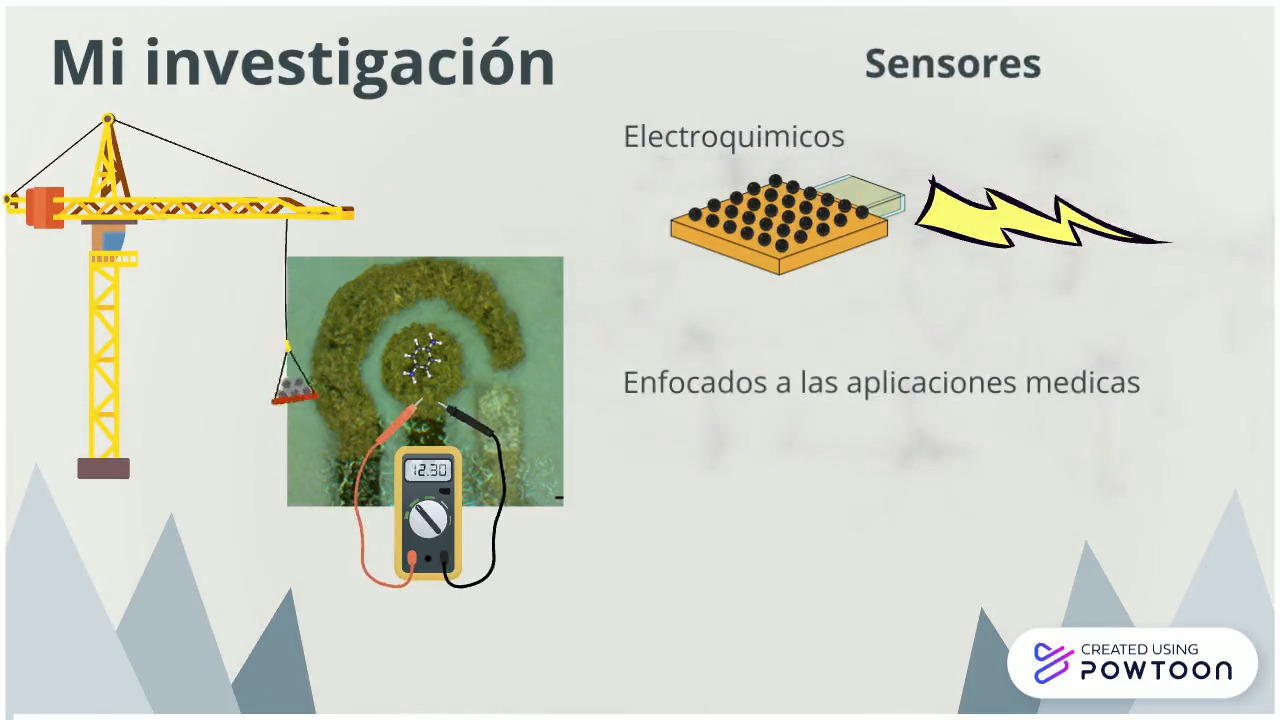 Mi investigación
Sensores
Electroquimicos
Enfocados a las aplicaciones medicas
12.30
CREATED USING
POWTOON